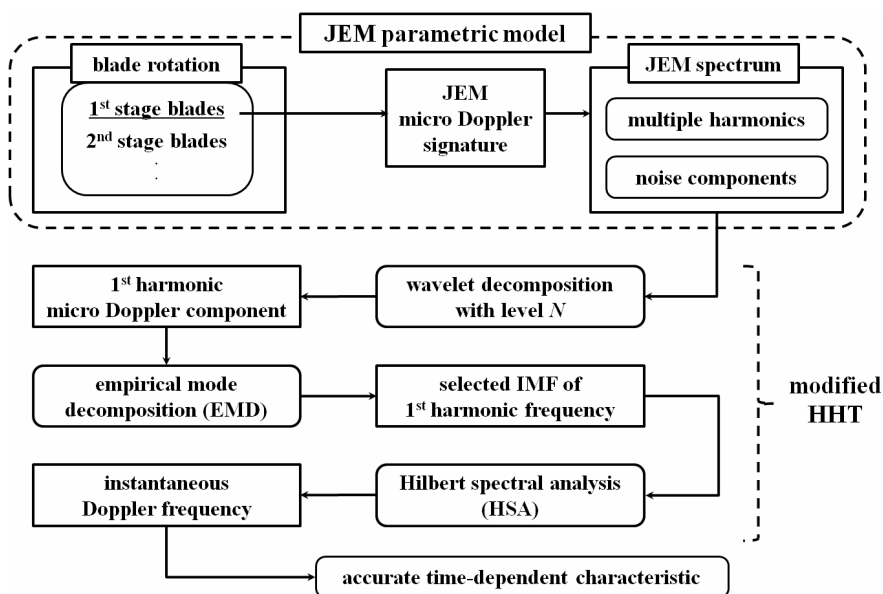 JEM parametric model
blade rotation
1st stage blades
2nd stage blades
:
JEM
micro Doppler
signature
JEM spectrum
multiple harmonics
noise components
1st harmonic
micro Doppler component
wavelet decomposition
with level N
empirical mode
decomposition (EMD)
selected IMF of
1st harmonic frequency
modified
HHT
instantaneous
Doppler frequency
Hilbert spectral analysis
(HSA)
accurate time-dependent characteristic